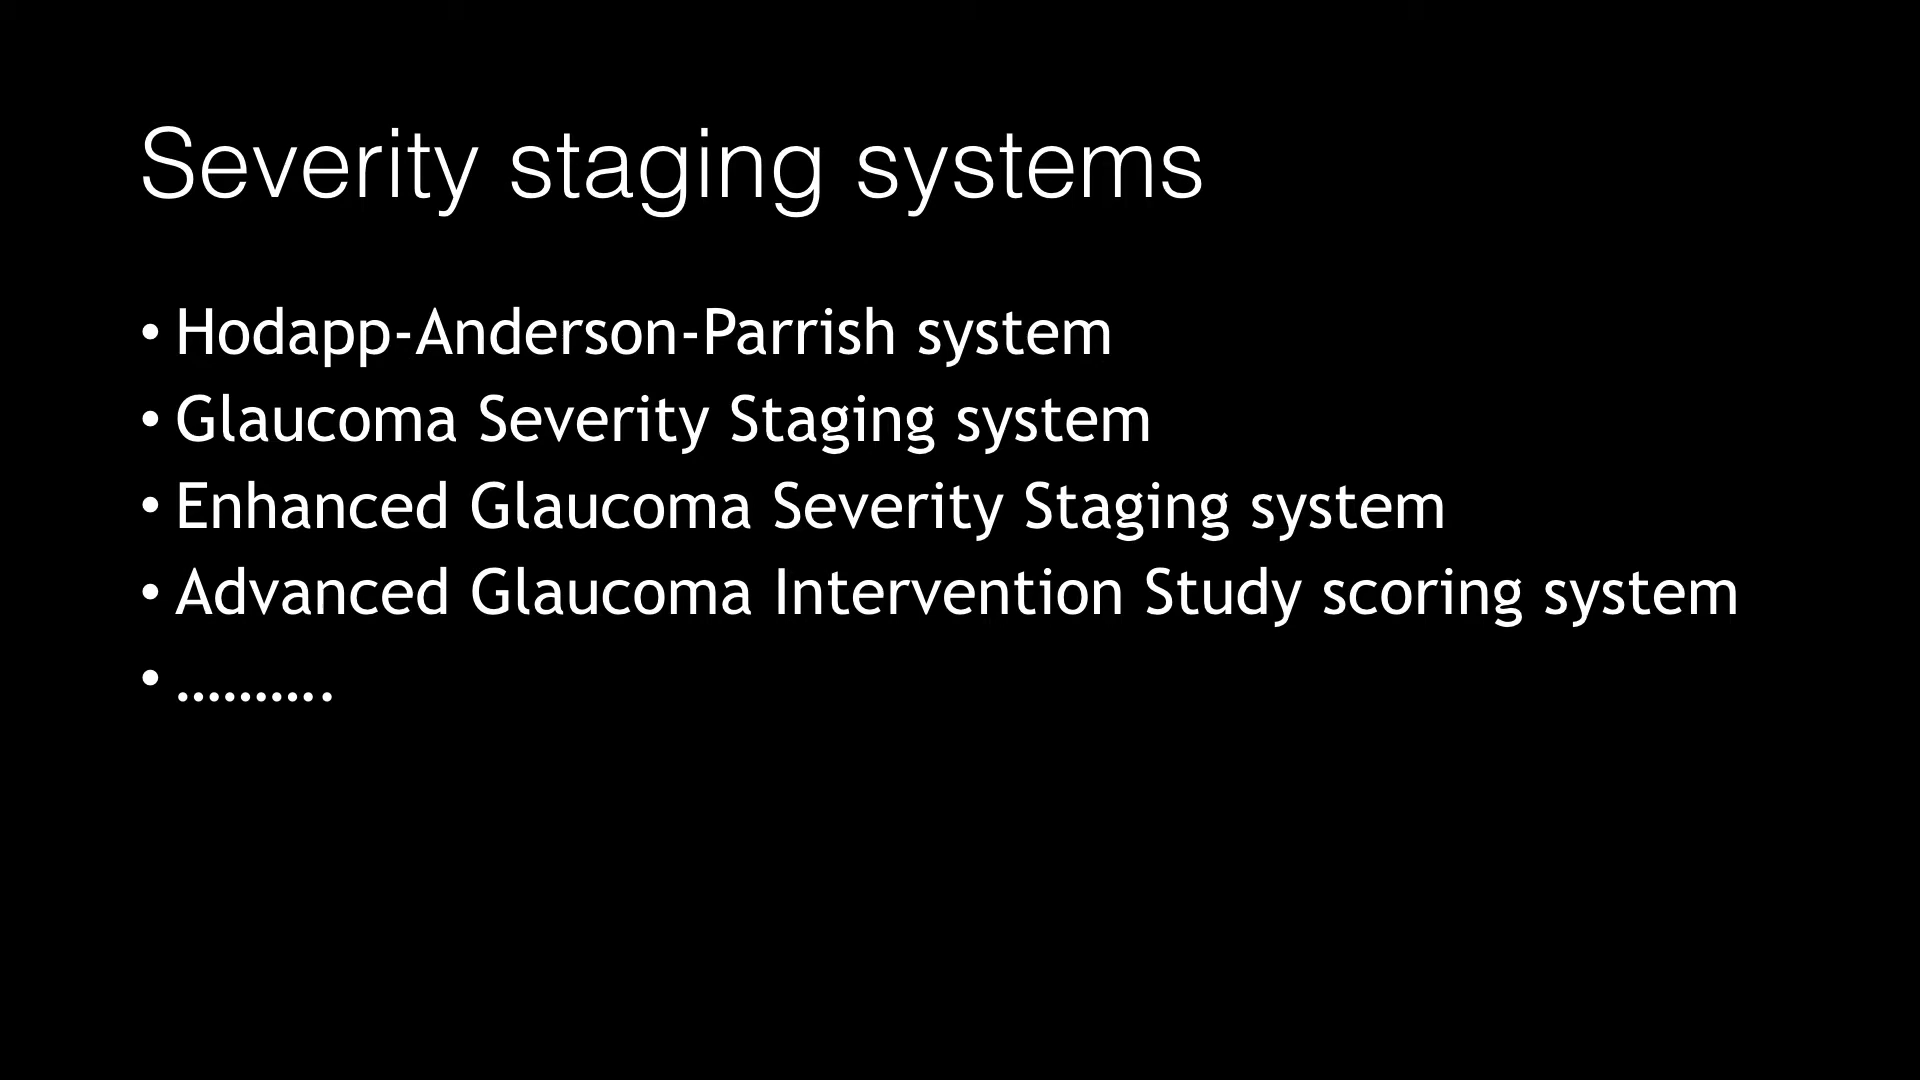 Severity staging systems
• Hodapp-Anderson-Parrish system
• Glaucoma Severity Staging system
• Enhanced Glaucoma Severity Staging system
• Advanced Glaucoma Intervention Study scoring system
• ……….